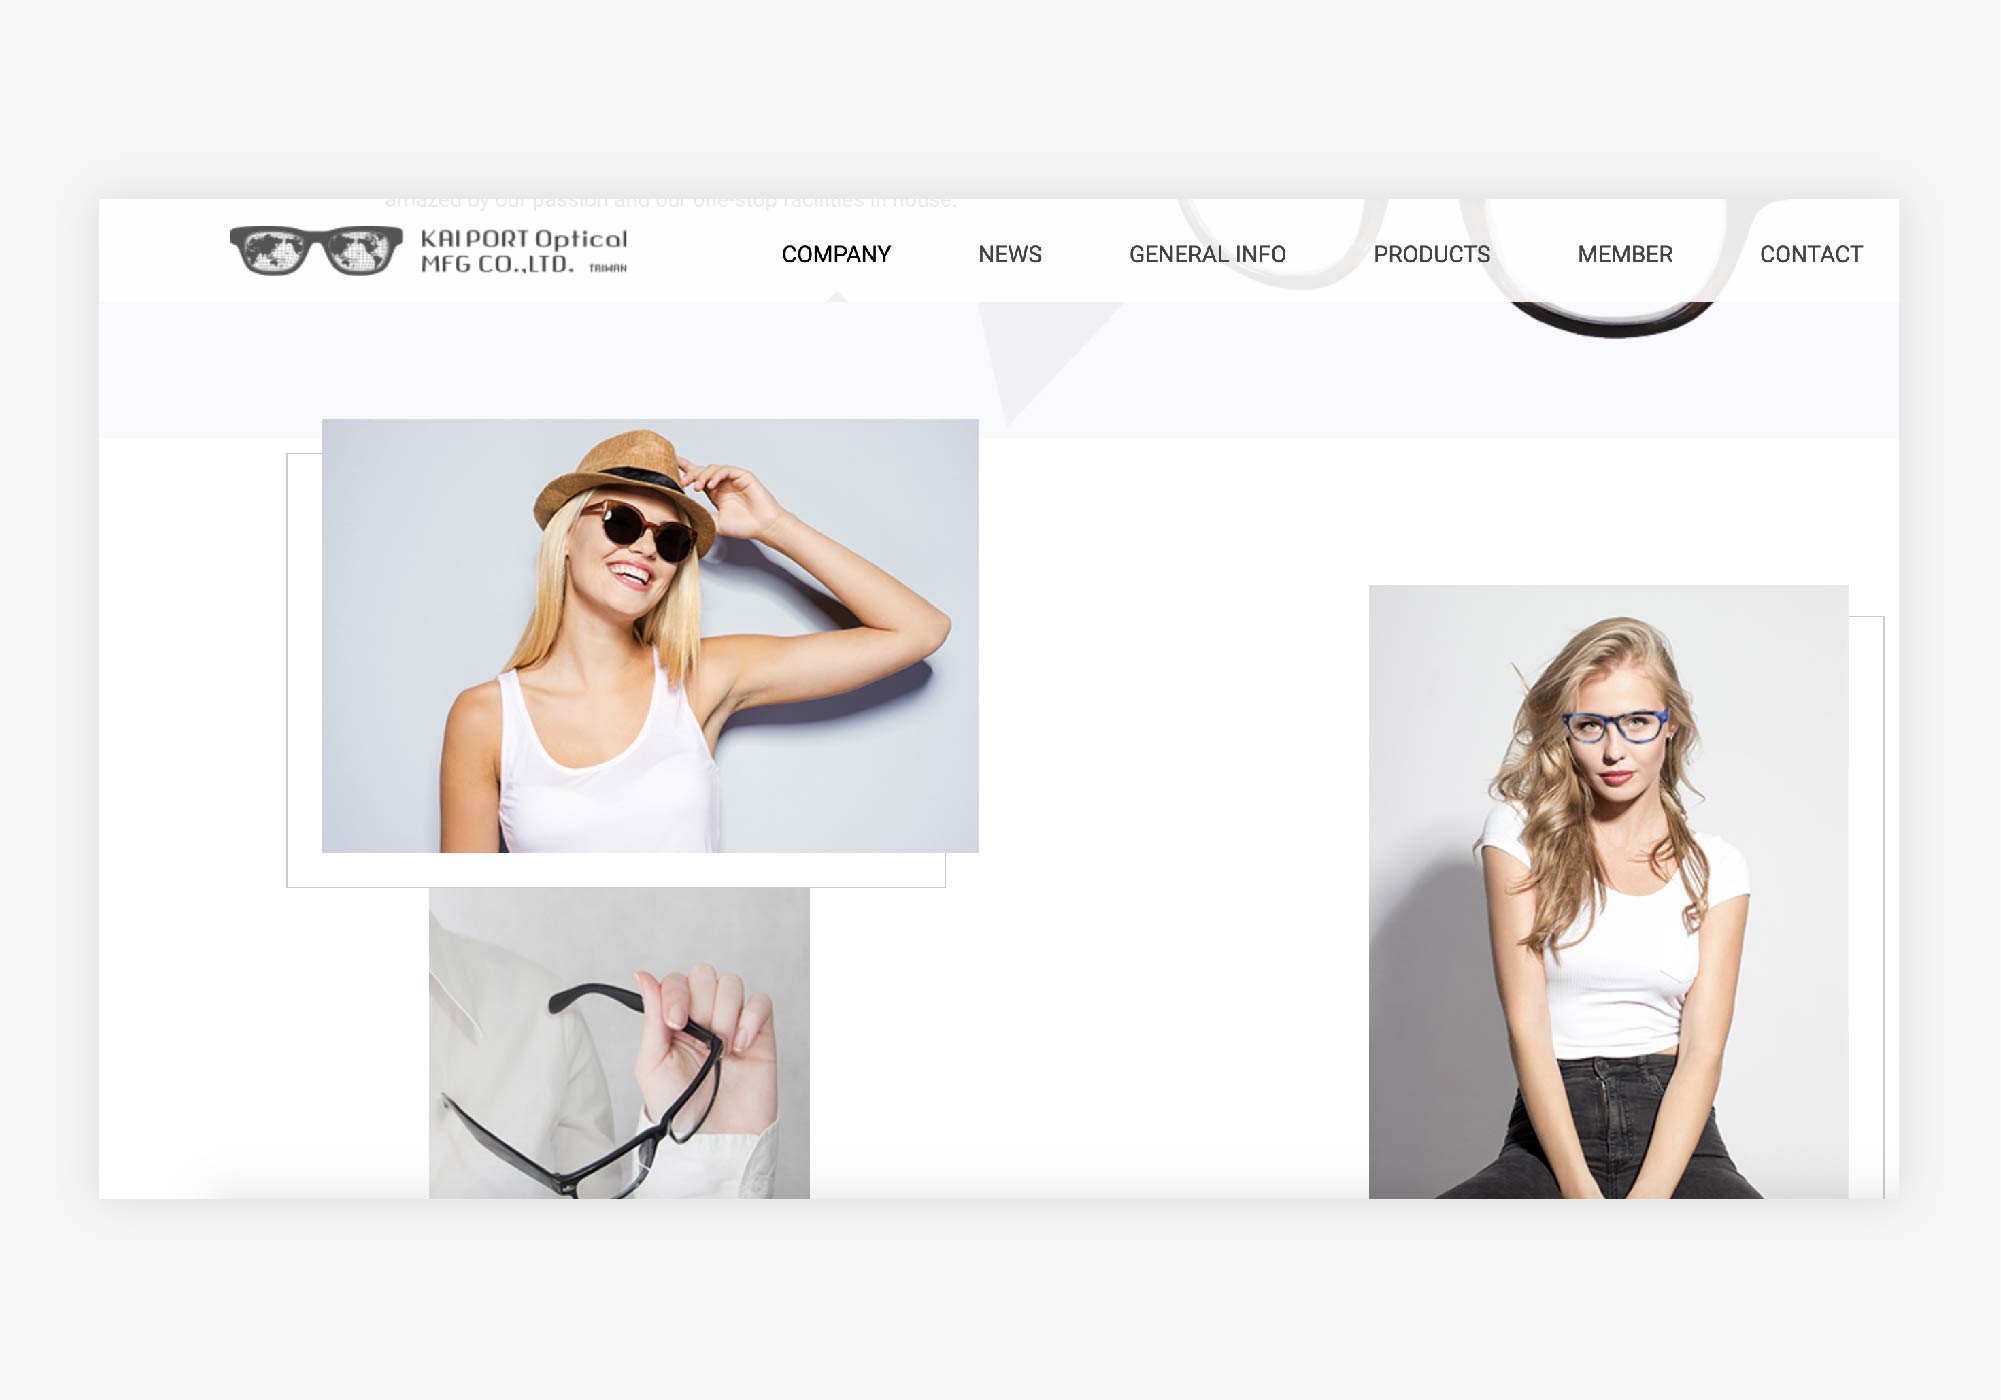 amazed by our passion and our one-stop facilities in house.
KAIPORT Optical
MFG CO.,LTD. TAIWAN
COMPANY
NEWS
GENERAL INFO
PRODUCTS
MEMBER
CONTACT